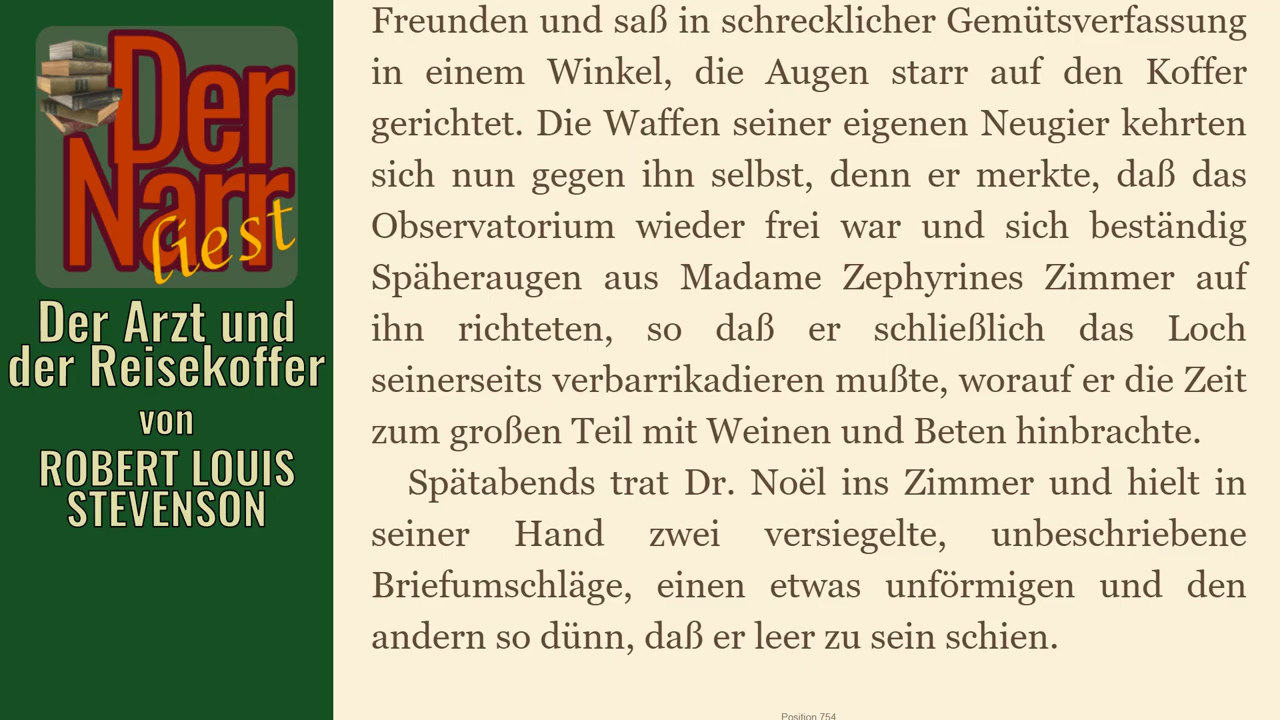 Der
Narr
liest
Der Arzt und
der Reisekoffer
von
ROBERT LOUIS
STEVENSON
Freunden und saß in schrecklicher Gemütsverfassung
in einem Winkel, die Augen starr auf den Koffer
gerichtet. Die Waffen seiner eigenen Neugier kehrten
sich nun gegen ihn selbst, denn er merkte, daß das
Observatorium wieder frei war und sich beständig
Späheraugen aus Madame Zephyrines Zimmer auf
ihn richteten, so daß er schließlich das Loch
seinerseits verbarrikadieren mußte, worauf er die Zeit
zum großen Teil mit Weinen und Beten hinbrachte.
Spätabends trat Dr. Noël ins Zimmer und hielt in
seiner Hand zwei versiegelte, unbeschriebene
Briefumschläge, einen etwas unförmigen und den
andern so dünn, daß er leer zu sein schien.
Position 754